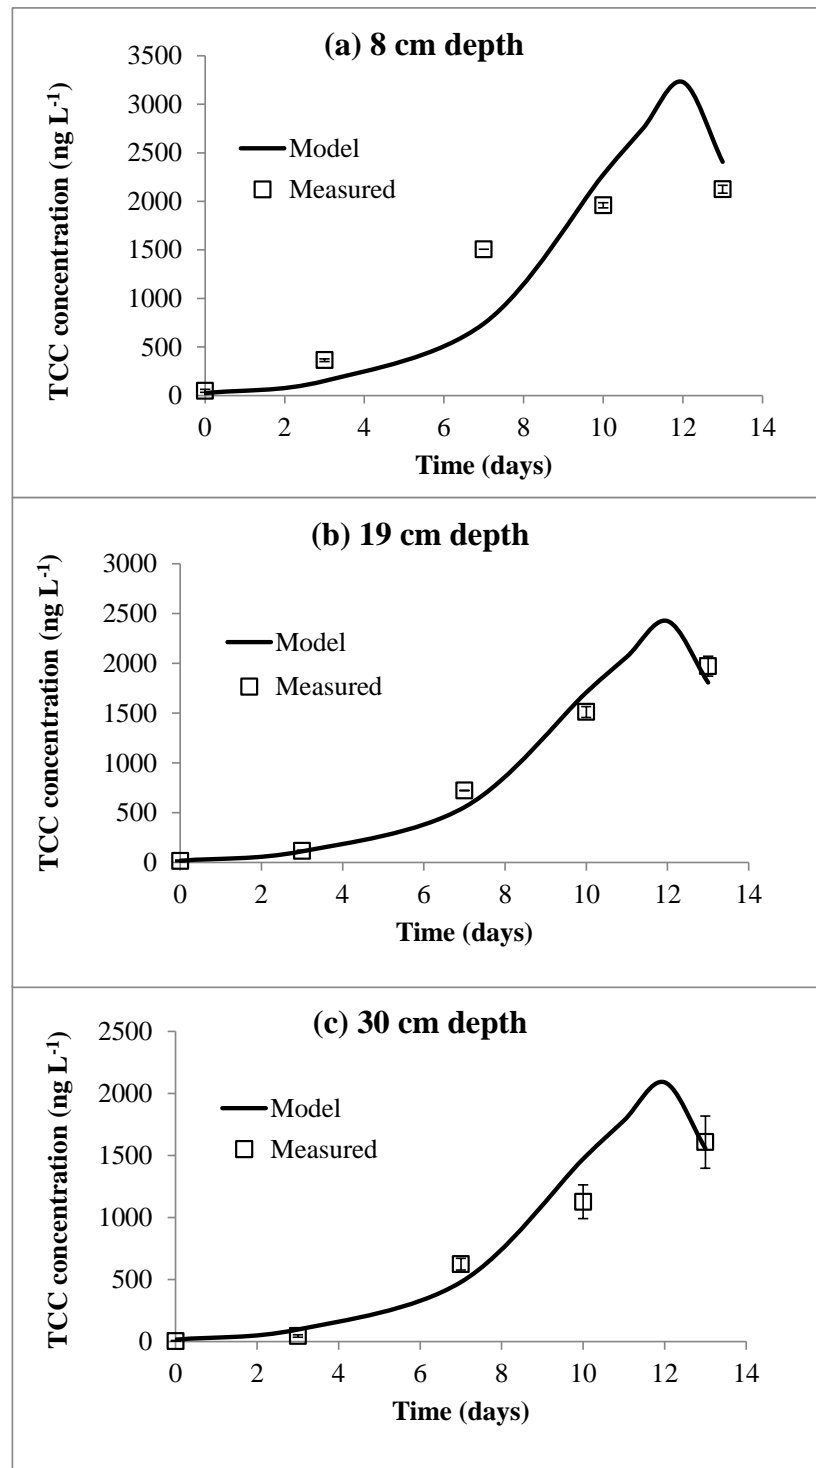 (a) 8 cm depth
TCC concentration (ng L-1)
3500
3000
2500
2000
1500
1000
500
0
Model
Measured
0 2 4 6 8 10 12 14
Time (days)
(b) 19 cm depth
TCC concentration (ng L-1)
3000
2500
2000
1500
1000
500
0
Model
Measured
0 2 4 6 8 10 12 14
Time (days)
(c) 30 cm depth
TCC concentration (ng L-1)
2500
2000
1500
1000
500
0
Model
Measured
0 2 4 6 8 10 12 14
Time (days)